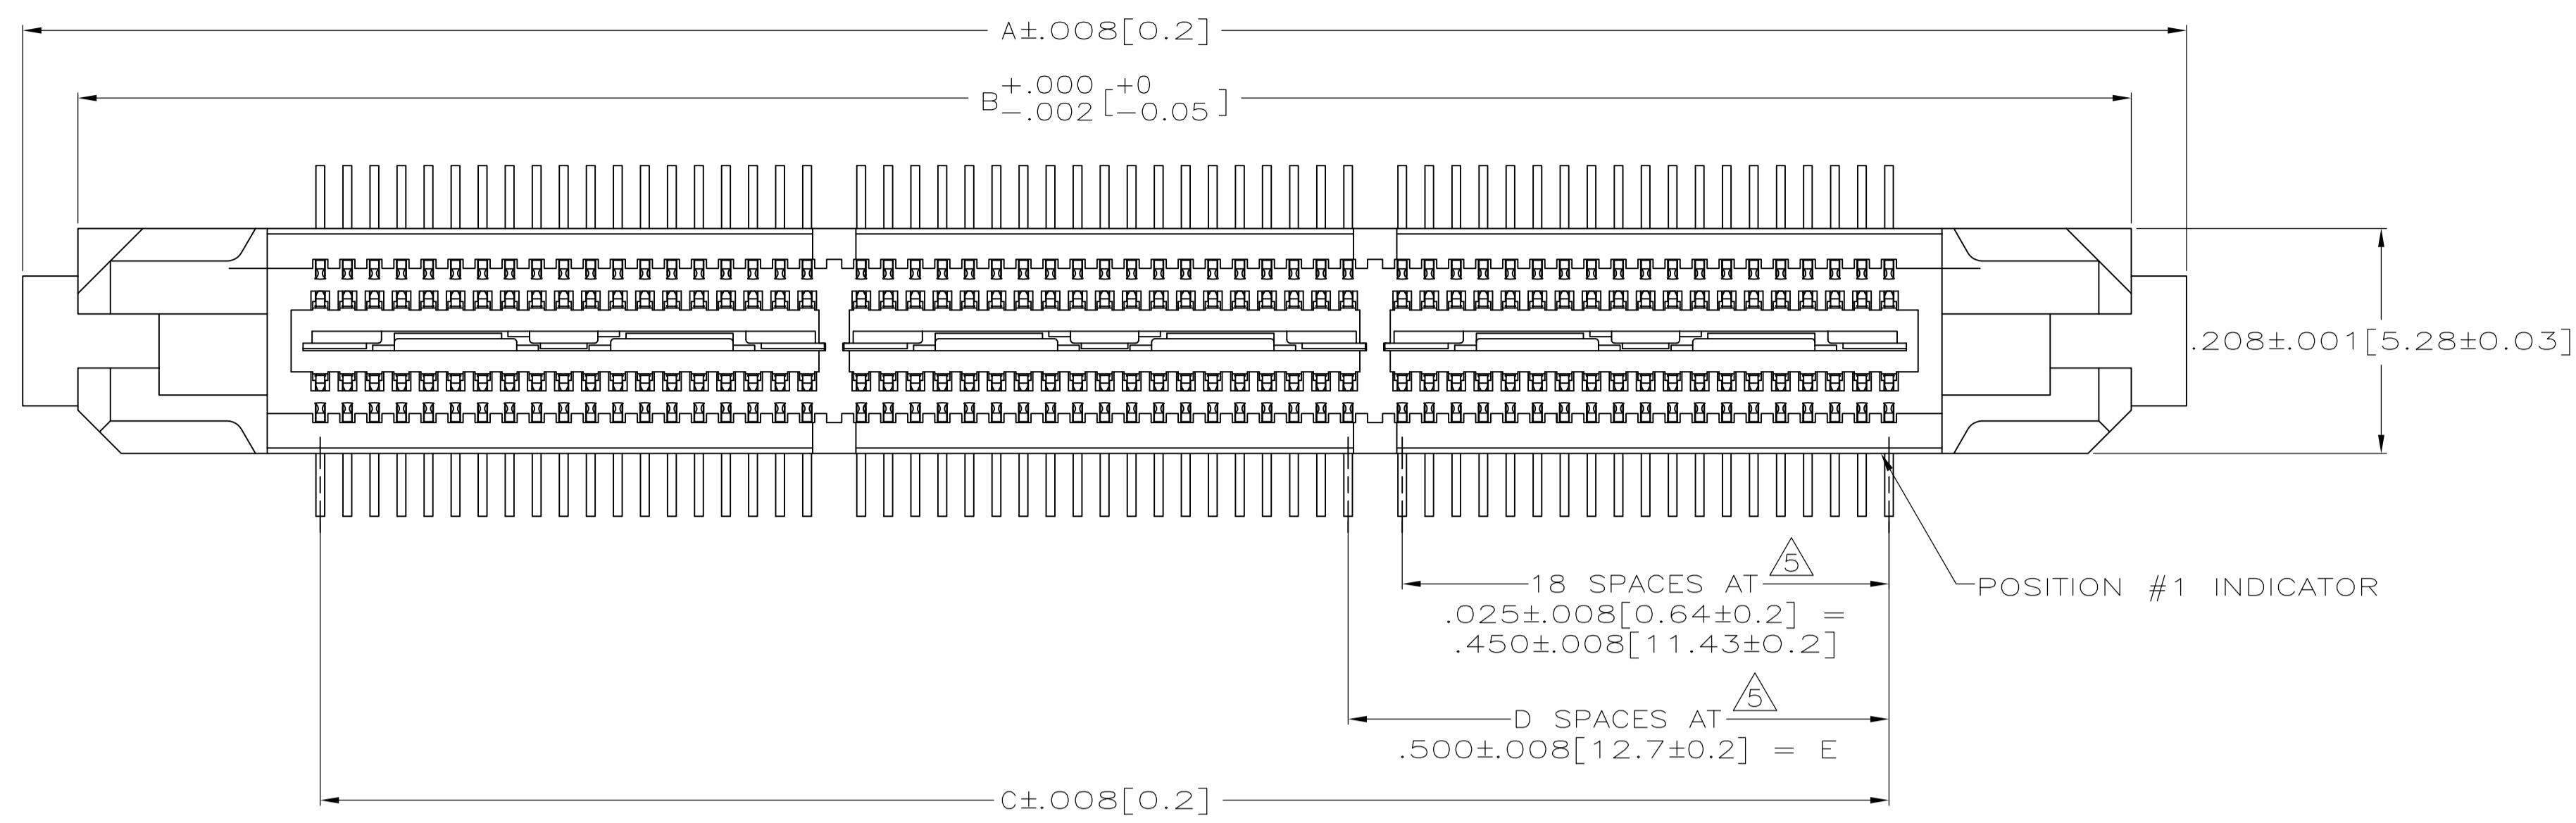 A±.008[0.2]
B +.000 -.002 [ +0 -0.05 ]
.208±.001[5.28±0.03]
18 SPACES AT 5
.025±.008[0.64±0.2] =
.450±.008[11.43±0.2]
POSITION #1 INDICATOR
D SPACES AT 5
.500±.008[12.7±0.2] = E
C±.008[0.2]